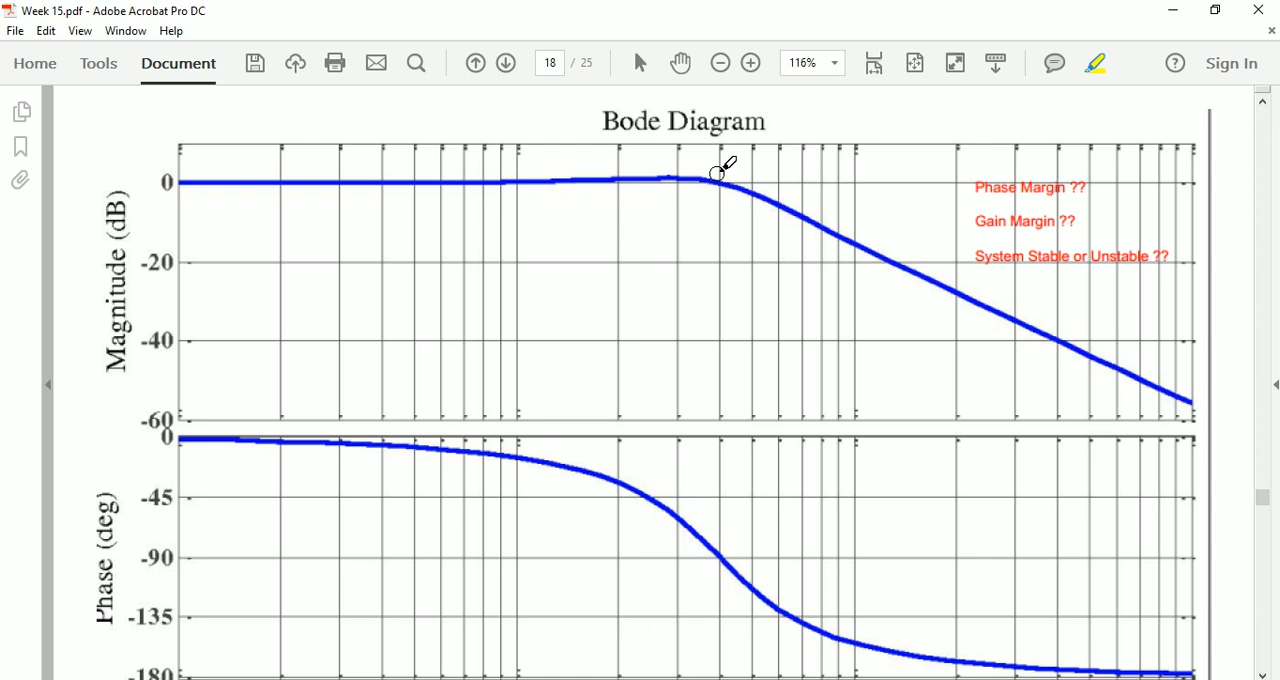 Week 15.pdf - Adobe Acrobat Pro DC
File Edit View Window Help
Home Tools Document 18 / 25 116% Sign In
Bode Diagram
Magnitude (dB)
0
-20
-40
-60
Phase Margin ??
Gain Margin ??
System Stable or Unstable ??
Phase (deg)
0
-45
-90
-135
-180